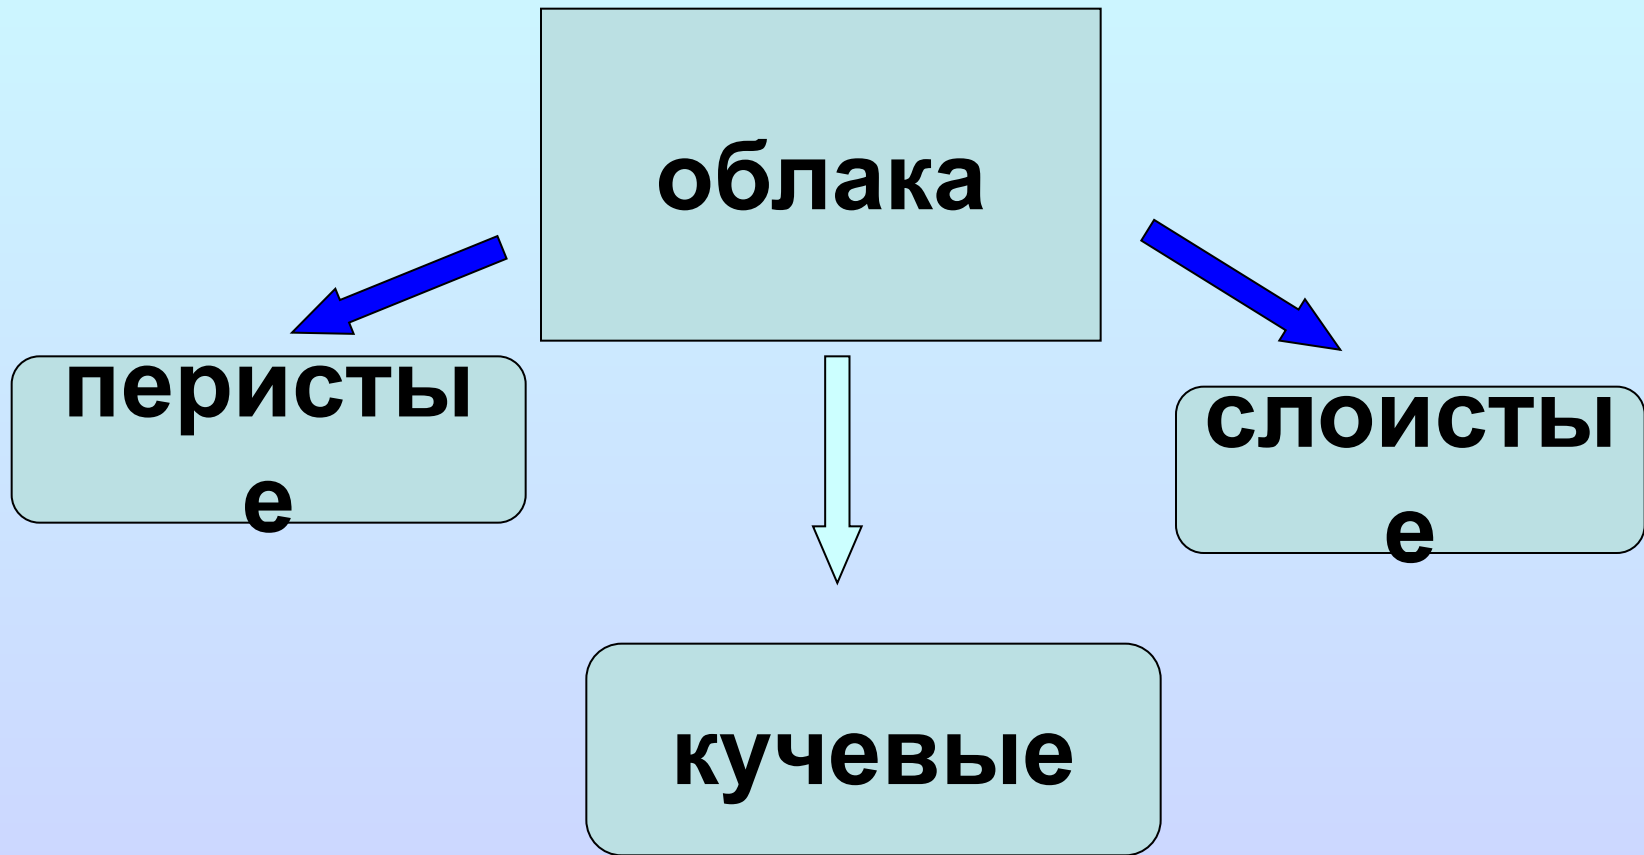 облака
перисты
е
слоисты
е
кучевые